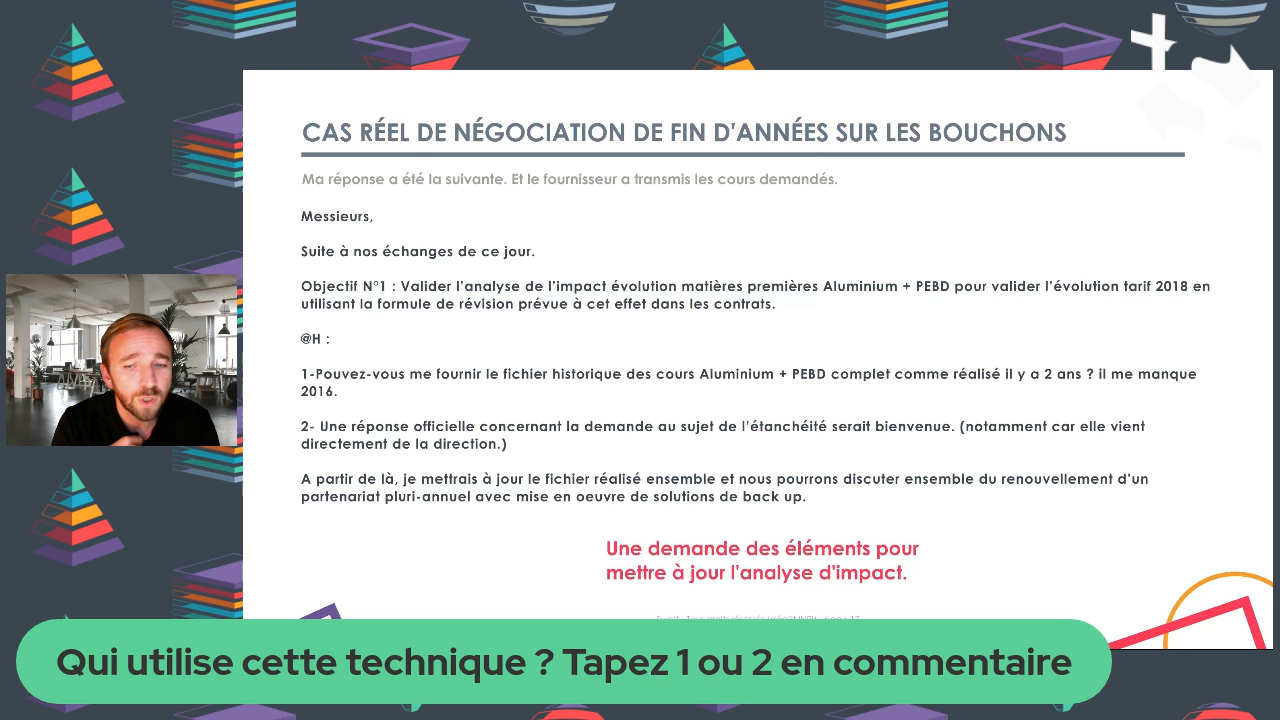 CAS RÉEL DE NÉGOCIATION DE FIN D'ANNÉES SUR LES BOUCHONS
Ma réponse a été la suivante. Et le fournisseur a transmis les cours demandés.
Messieurs,
Suite à nos échanges de ce jour.
Objectif N°1 : Valider l'analyse de l'impact évolution matières premières Aluminium + PEBD pour valider l'évolution tarif 2018 en
utilisant la formule de révision prévue à cet effet dans les contrats.
@H :
1-Pouvez-vous me fournir le fichier historique des cours Aluminium + PEBD complet comme réalisé il y a 2 ans ? il me manque
2016.
2- Une réponse officielle concernant la demande au sujet de l'étanchéité serait bienvenue. (notamment car elle vient
directement de la direction.)
A partir de là, je mettrais à jour le fichier réalisé ensemble et nous pourrons discuter ensemble du renouvellement d'un
partenariat pluri-annuel avec mise en oeuvre de solutions de back up.
Une demande des éléments pour
mettre à jour l'analyse d'impact.
Qui utilise cette technique ? Tapez 1 ou 2 en commentaire